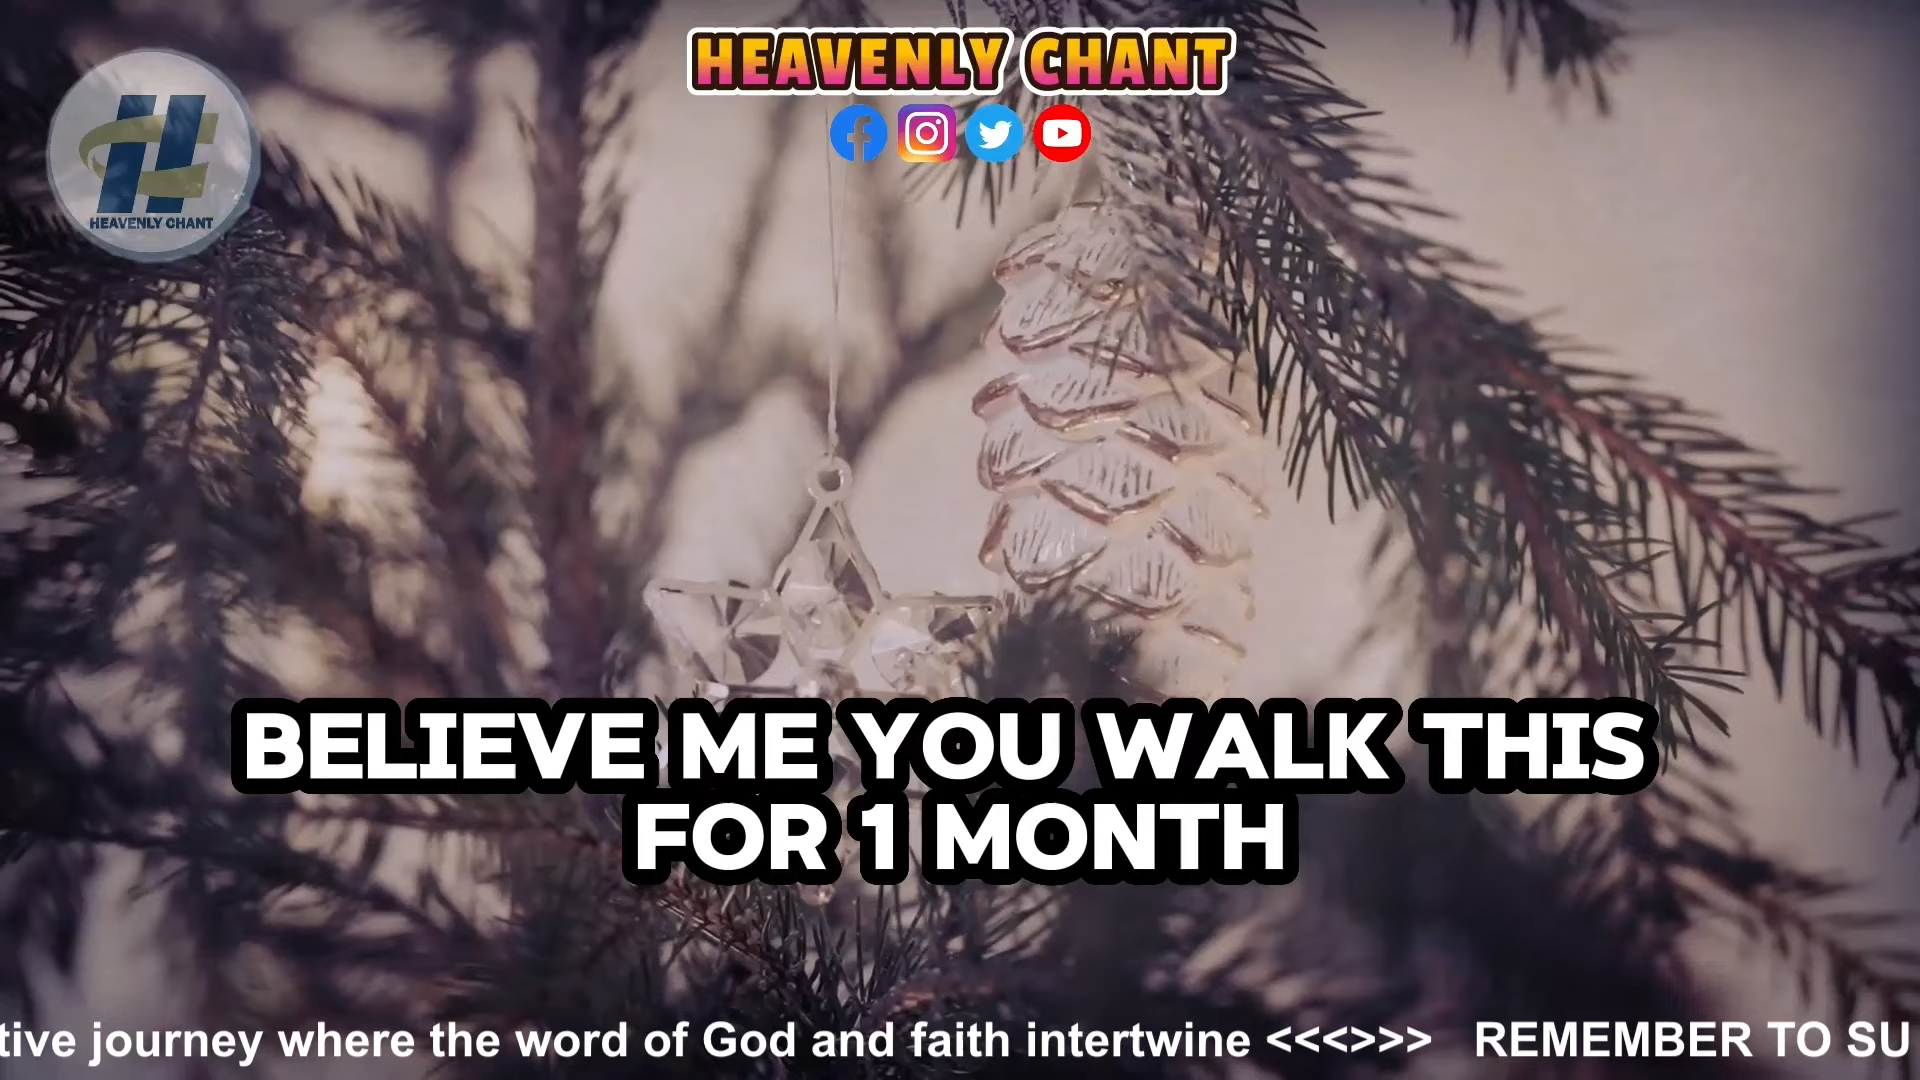 HEAVENLY CHANT
HEAVENLY CHANT
BELIEVE ME YOU WALK THIS
FOR 1 MONTH
tive journey where the word of God and faith intertwine <<<>>> REMEMBER TO SU